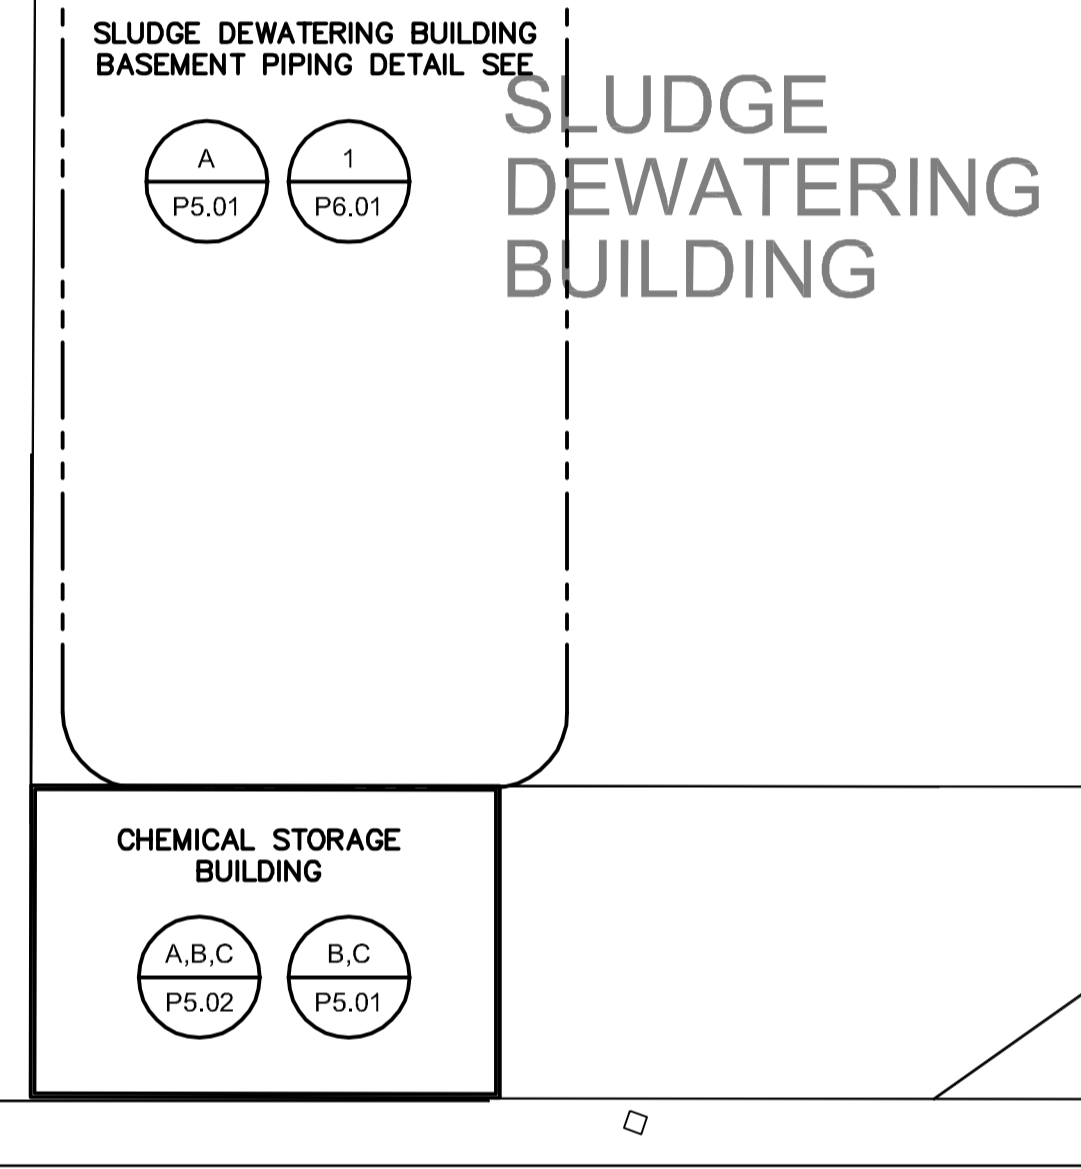 SLUDGE DEWATERING BUILDING
BASEMENT PIPING DETAIL SEE
A
P5.01
1
P6.01
SLUDGE
DEWATERING
BUILDING
CHEMICAL STORAGE
BUILDING
A,B,C
P5.02
B,C
P5.01